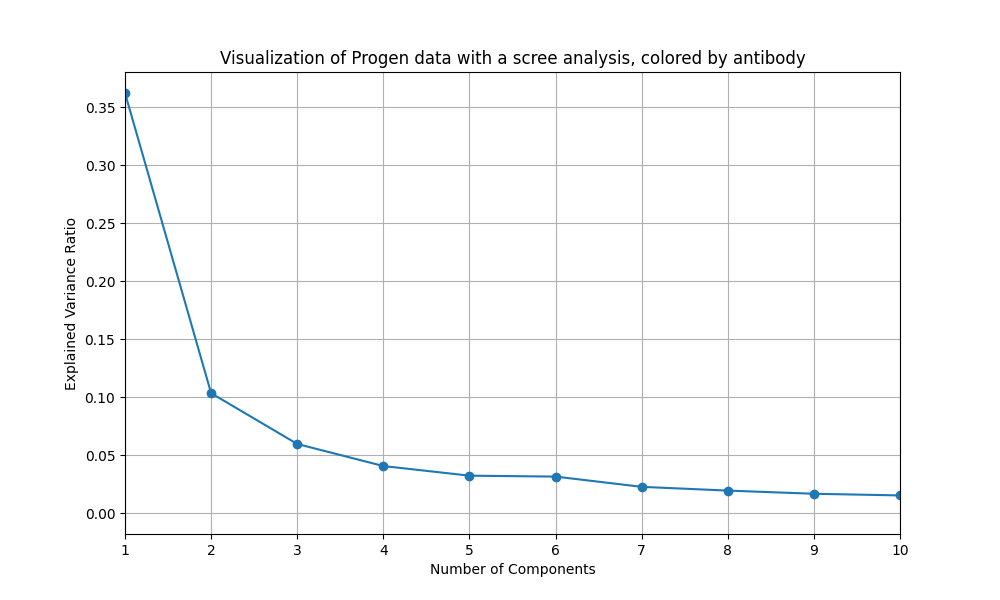 Visualization of Progen data with a scree analysis, colored by antibody
0.35
0.30
0.25
0.20
0.15
0.10
0.05
0.00
Explained Variance Ratio
1 2 3 4 5 6 7 8 9 10
Number of Components